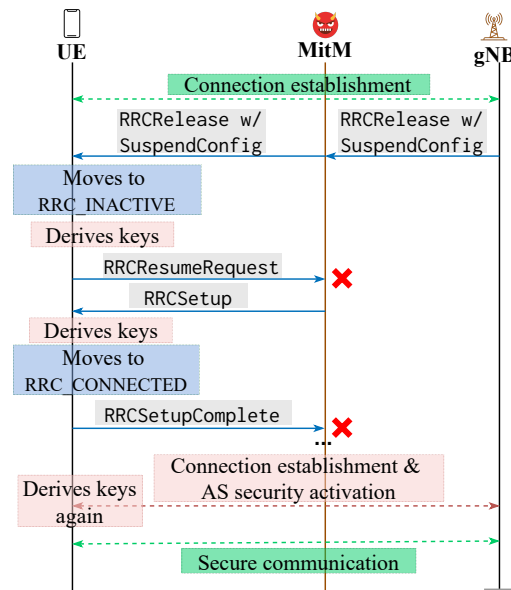 UE
MitM
gNB
Connection establishment
RRCRelease w/
SuspendConfig
RRCRelease w/
SuspendConfig
Moves to
RRC_INACTIVE
Derives keys
RRCResumeRequest
RRCSetup
Derives keys
Moves to
RRC_CONNECTED
RRCSetupComplete
...
Connection establishment &
AS security activation
Derives keys
again
Secure communication